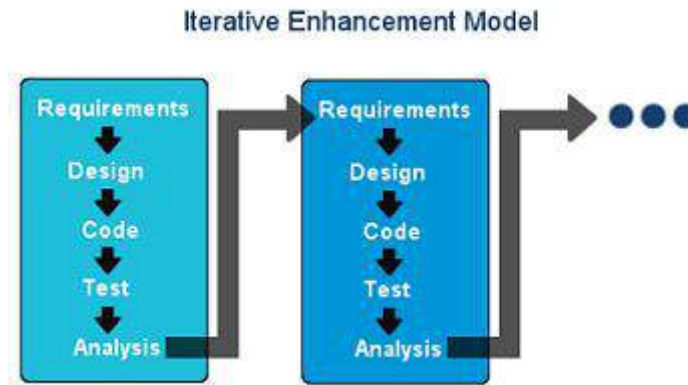 Iterative Enhancement Model
Requirements
Design
Code
Test
Analysis
Requirements
Design
Code
Test
Analysis